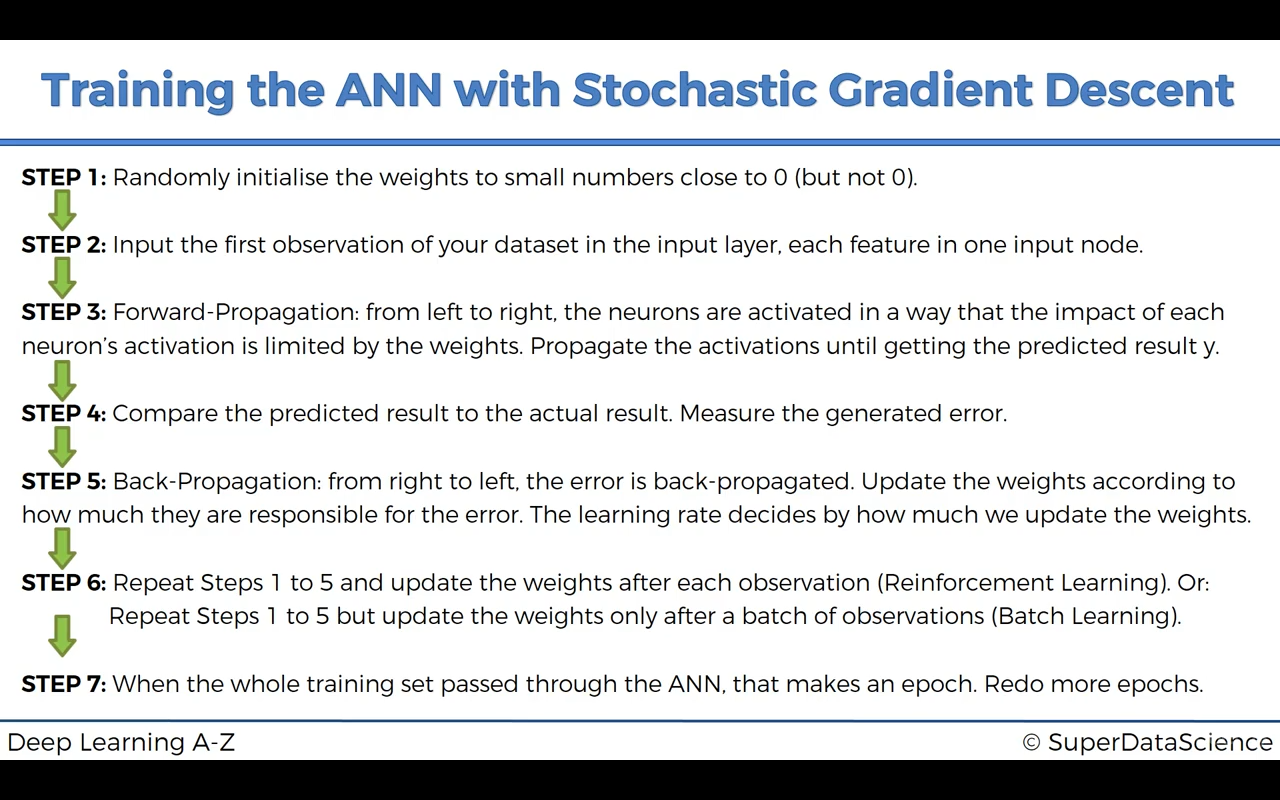 Training the ANN with Stochastic Gradient Descent
STEP 1: Randomly initialise the weights to small numbers close to 0 (but not 0).
STEP 2: Input the first observation of your dataset in the input layer, each feature in one input node.
STEP 3: Forward-Propagation: from left to right, the neurons are activated in a way that the impact of each
neuron's activation is limited by the weights. Propagate the activations until getting the predicted result y.
STEP 4: Compare the predicted result to the actual result. Measure the generated error.
STEP 5: Back-Propagation: from right to left, the error is back-propagated. Update the weights according to
how much they are responsible for the error. The learning rate decides by how much we update the weights.
STEP 6: Repeat Steps 1 to 5 and update the weights after each observation (Reinforcement Learning). Or:
Repeat Steps 1 to 5 but update the weights only after a batch of observations (Batch Learning).
STEP 7: When the whole training set passed through the ANN, that makes an epoch. Redo more epochs.
Deep Learning A-Z
© SuperDataScience